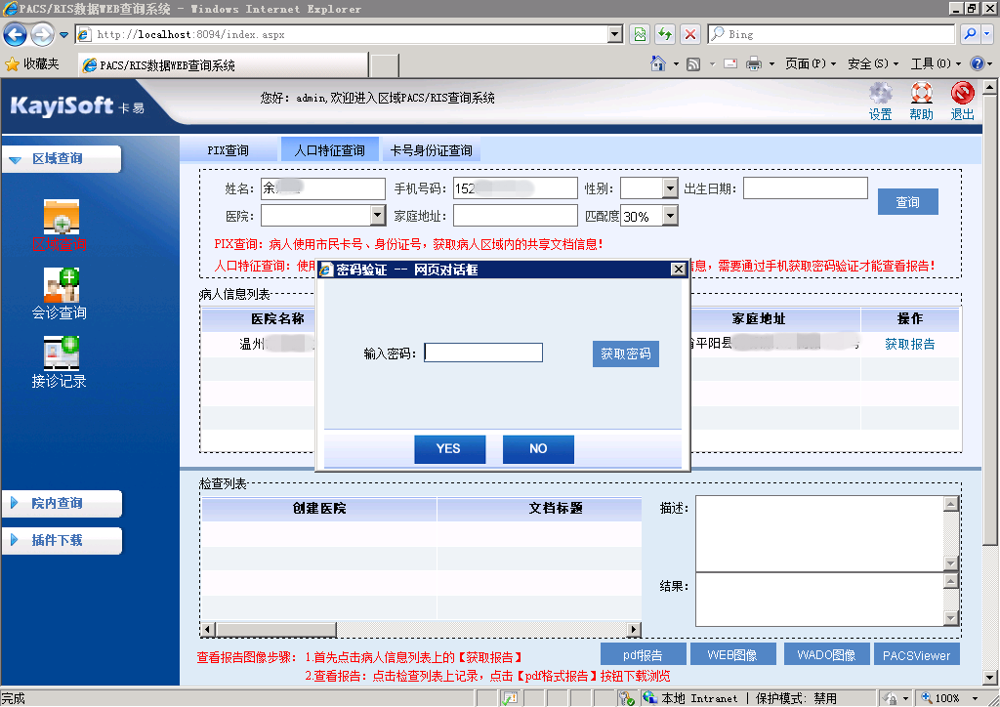 PACS/RIS数据WEB查询系统 - Windows Internet Explorer
http://localhost:8094/index.aspx
Bing
收藏夹
PACS/RIS数据WEB查询系统
页面(P)
安全(S)
工具(O)
KayiSoft 卡易
您好: admin,欢迎进入区域PACS/RIS查询系统
设置
帮助
退出
区域查询
PIX查询
人口特征查询
卡号身份证查询
姓名:
余
手机号码:
152
性别:
出生日期:
查询
医院:
家庭地址:
匹配度
30%
PIX查询: 病人使用市民卡号、身份证号, 获取病人区域内的共享文档信息!
人口特征查询: 使用
信息, 需要通过手机获取密码验证才能查看报告!
会诊查询
接诊记录
院内查询
插件下载
病人信息列表
医院名称
家庭地址
操作
温州
平阳县
获取报告
密码验证 -- 网页对话框
输入密码:
获取密码
YES
NO
检查列表
创建医院
文档标题
描述:
结果:
查看报告图像步骤: 1.首先点击病人信息列表上的【获取报告】
2.查看报告: 点击检查列表上记录, 点击【pdf格式报告】按钮下载浏览
pdf报告
WEB图像
WADO图像
PACSViewer
完成
本地 Intranet | 保护模式: 禁用
100%